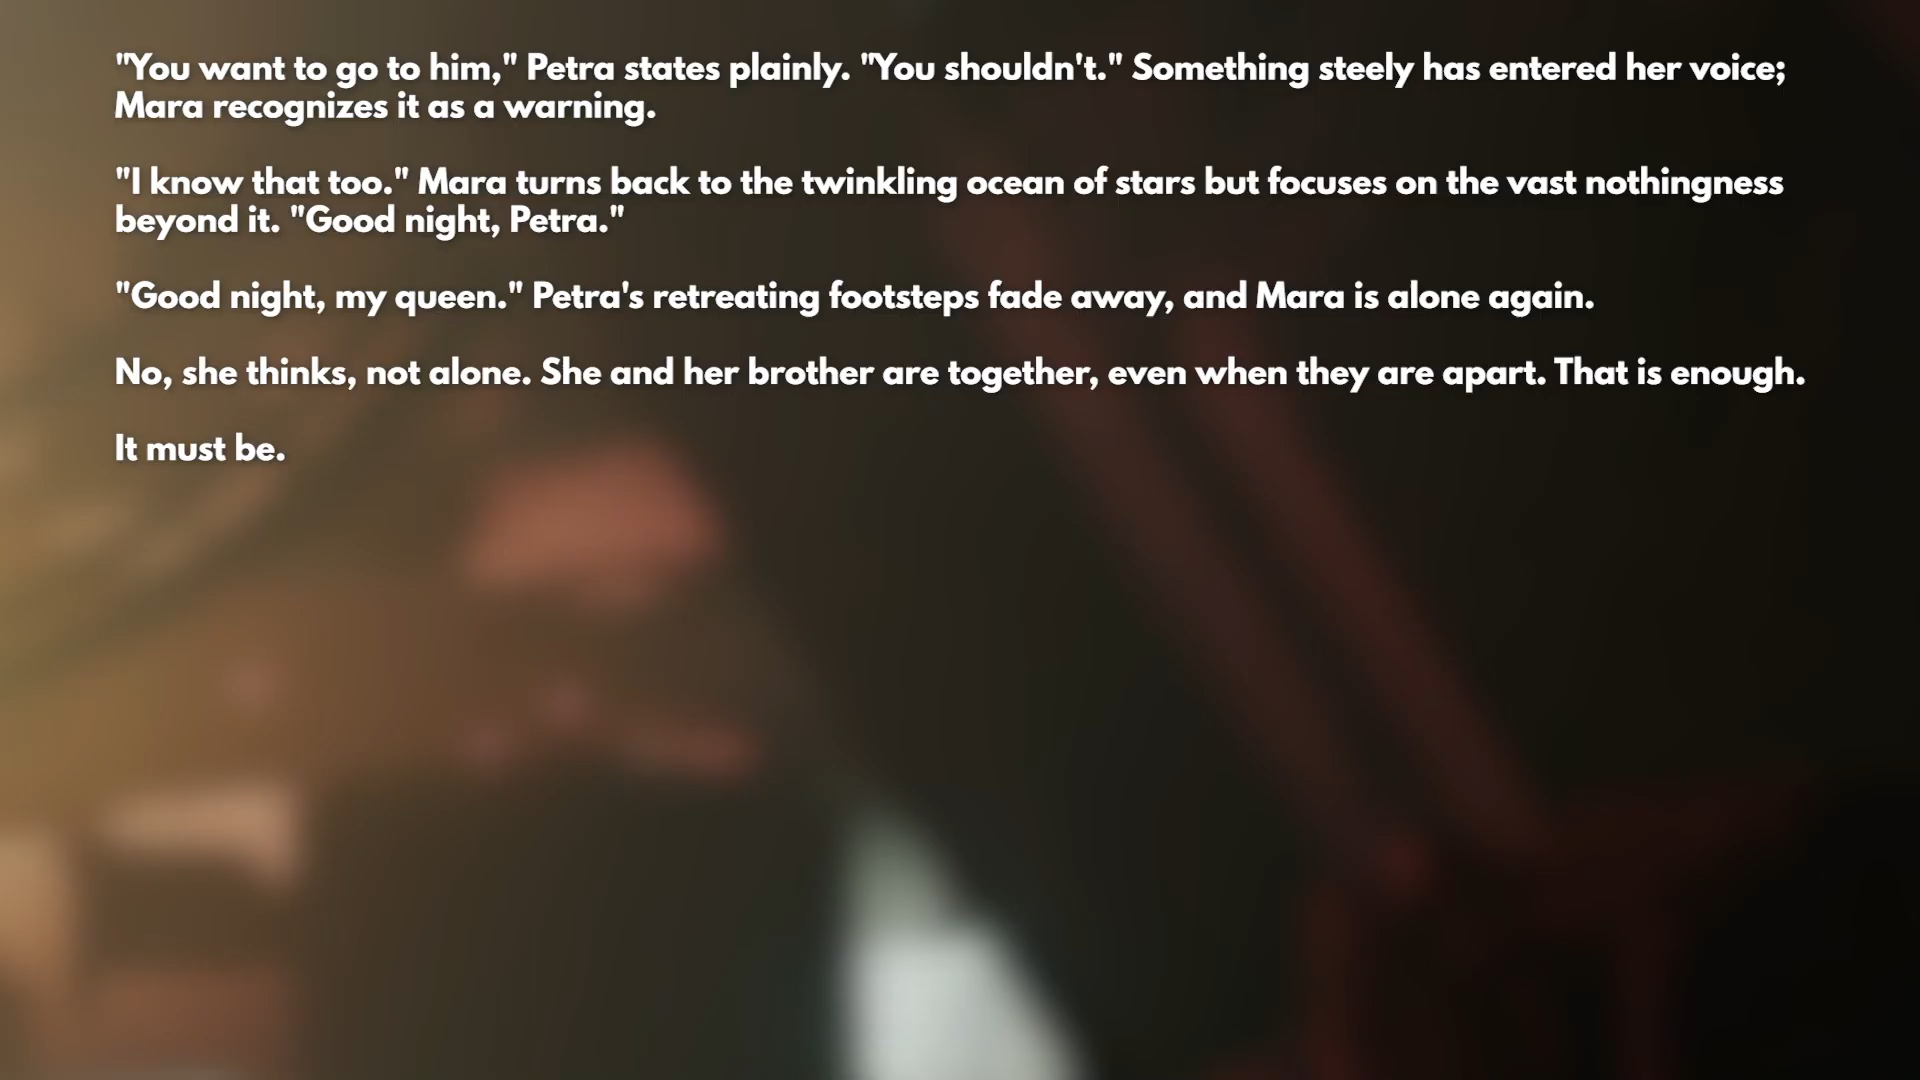 "You want to go to him," Petra states plainly. "You shouldn't." Something steely has entered her voice;
Mara recognizes it as a warning.
"I know that too." Mara turns back to the twinkling ocean of stars but focuses on the vast nothingness
beyond it. "Good night, Petra."
"Good night, my queen." Petra's retreating footsteps fade away, and Mara is alone again.
No, she thinks, not alone. She and her brother are together, even when they are apart. That is enough.
It must be.